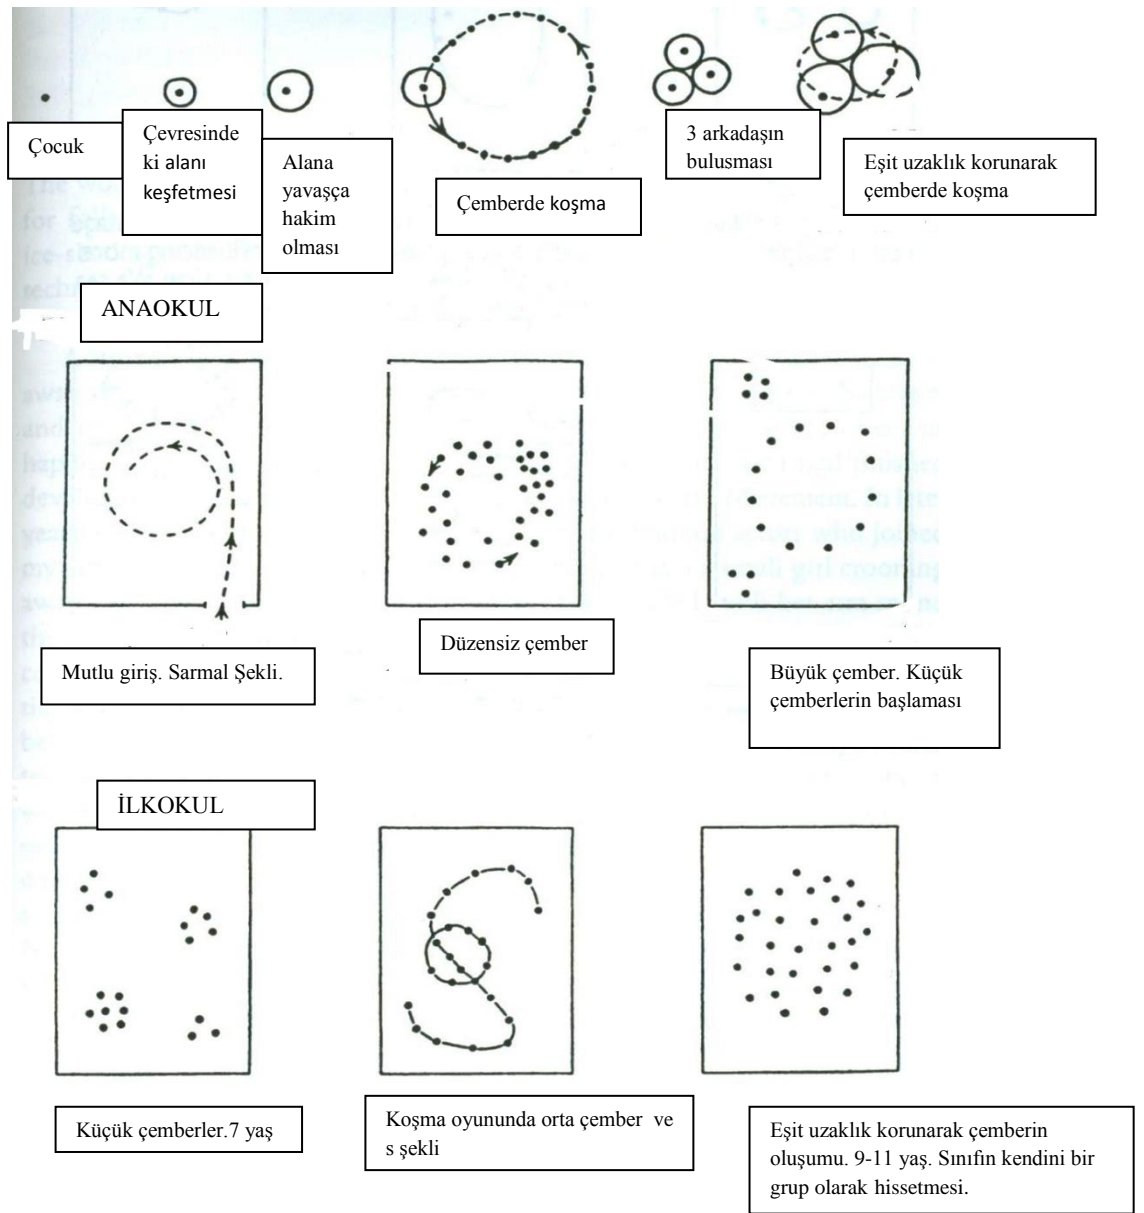 Çocuk
Çevresinde
ki alanı
keşfetmesi
Alana
yavaşça
hakim
olması
Çemberde koşma
3 arkadaşın
bulusması
Eşit uzaklık korunarak
çemberde koşma
ANAOKUL
Mutlu giriş. Sarmal Şekli.
Düzensiz çember
Büyük çember. Küçük
çemberlerin başlaması
İLKOKUL
Küçük çemberler.7 yaş
Koşma oyununda orta çember ve
s şekli
Eşit uzaklık korunarak çemberin
oluşumu. 9-11 yaş. Sınıfın kendini bir
grup olarak hissetmesi.